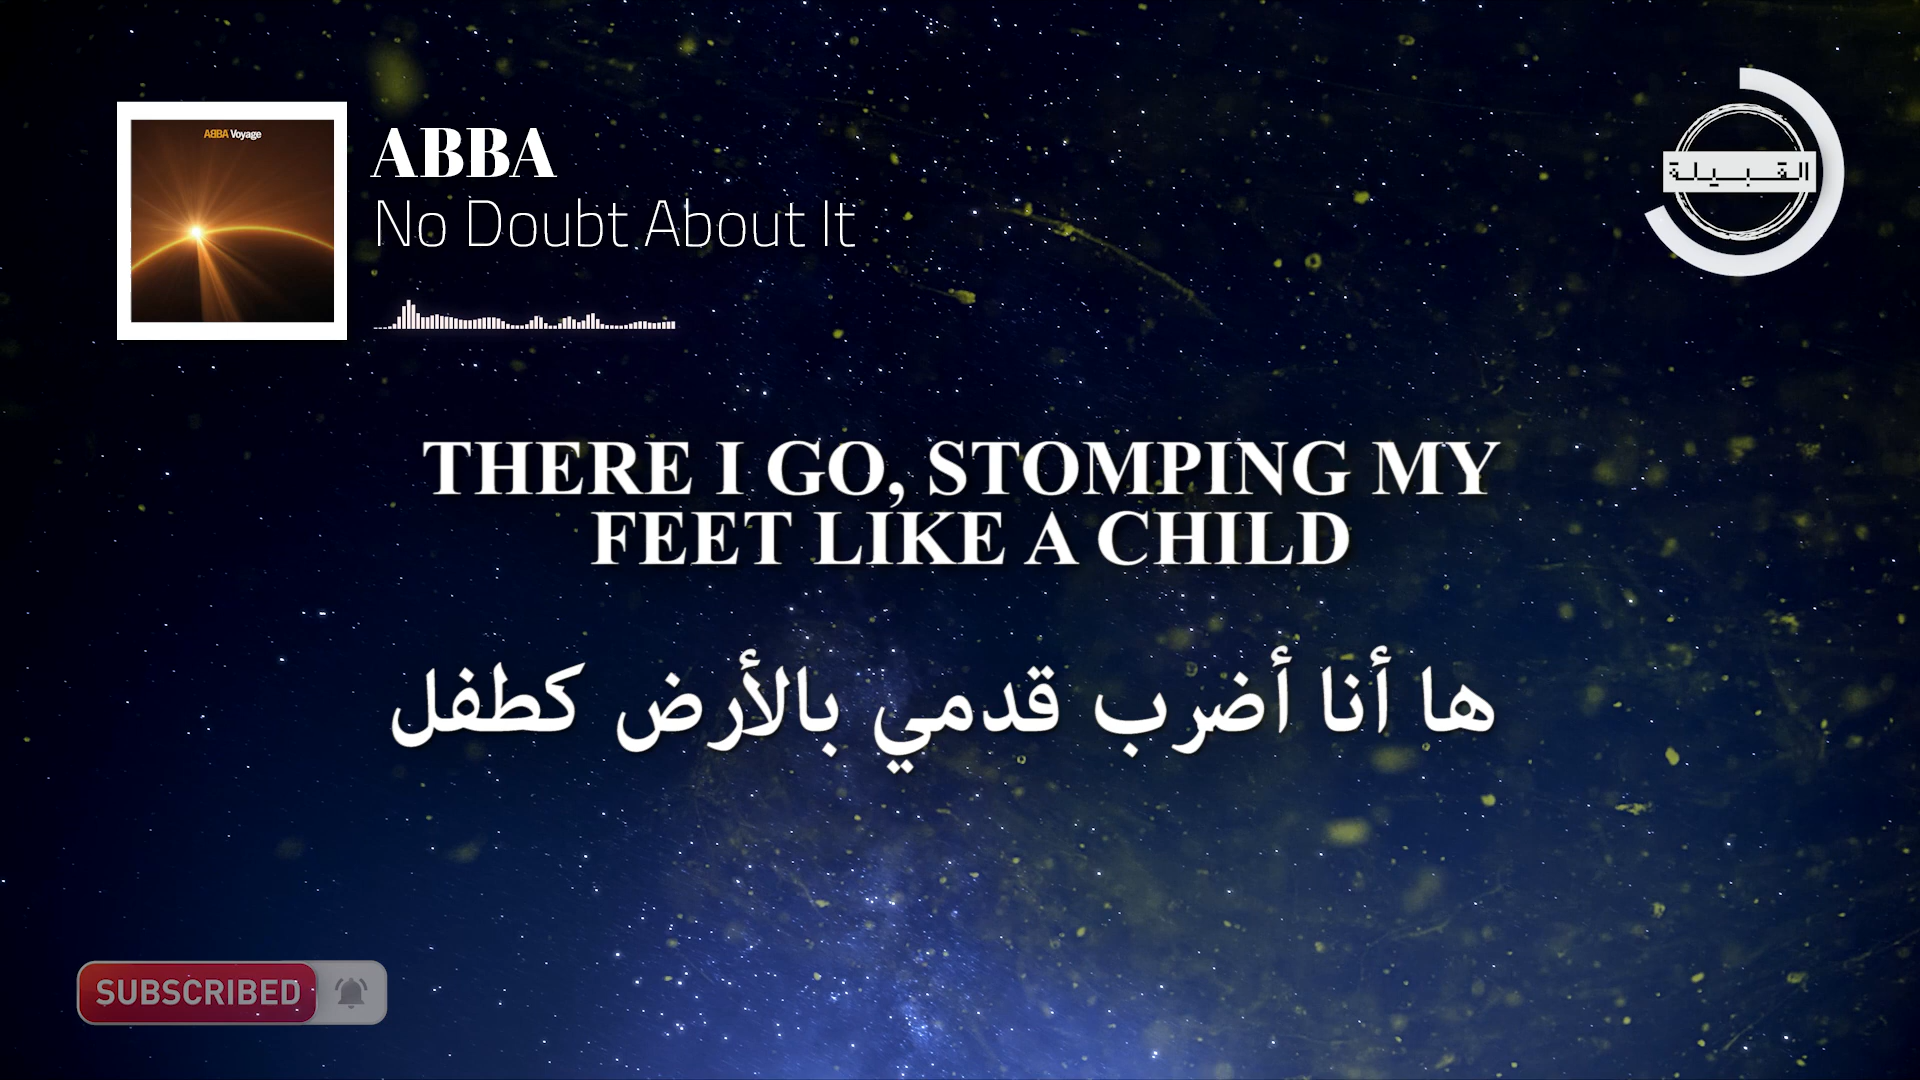 ABBA Voyage
ABBA
No Doubt About It
القبيلة
THERE I GO, STOMPING MY
FEET LIKE A CHILD
ها أنا أضرب قدمي بالأرض كطفل
SUBSCRIBED